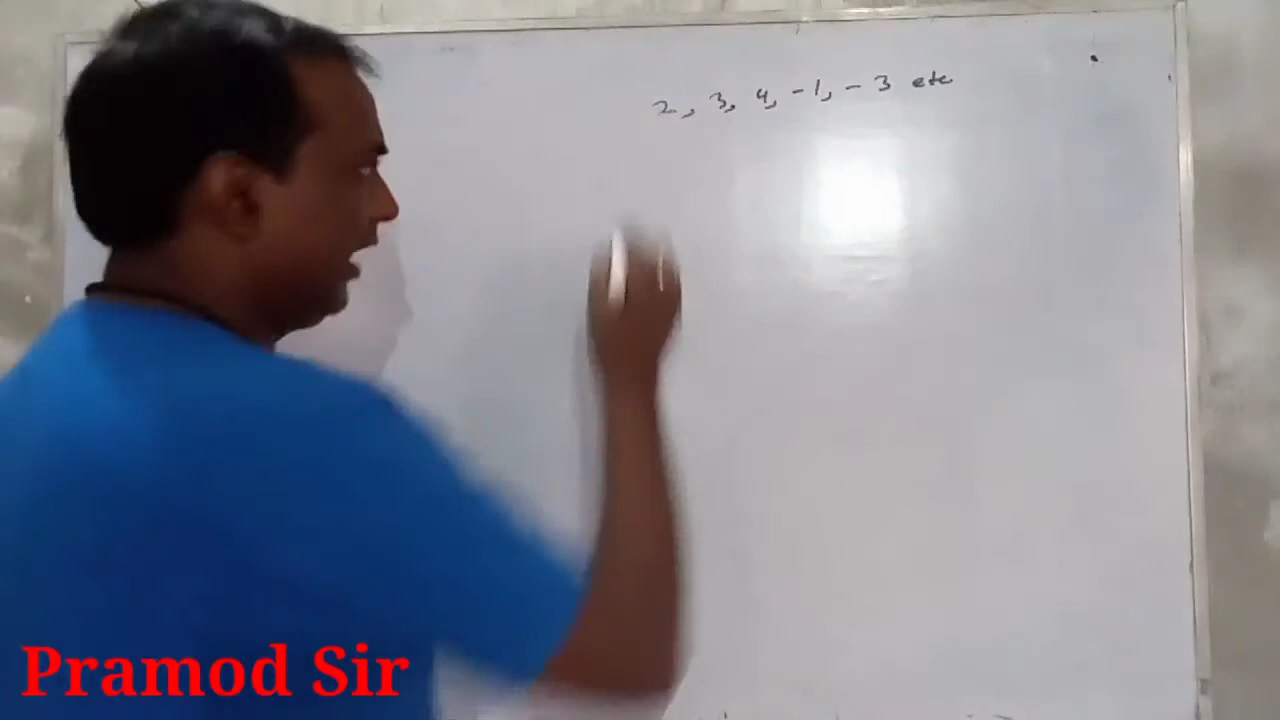 2, 3, 4, -1, -3 etc
Pramod Sir